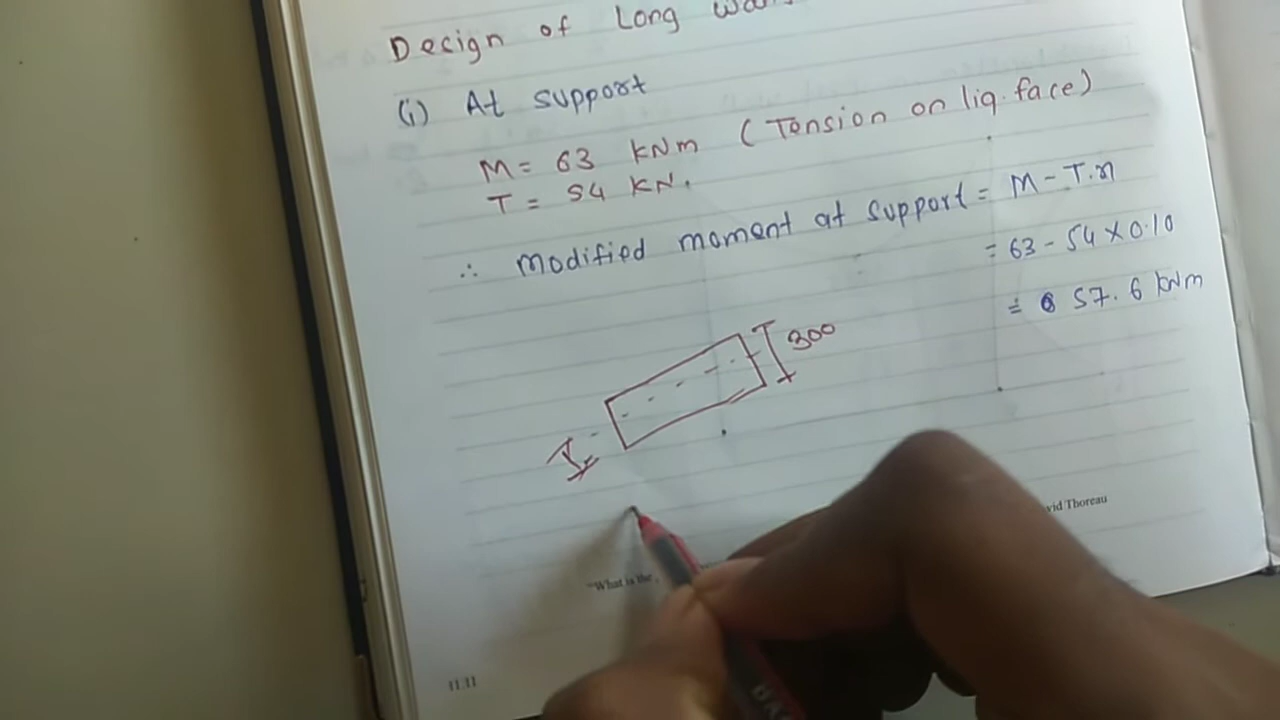 Design of Long
(i) At support
M = 63 KNm (Tension on liq. face)
T = 54 KN.
∴ modified moment at support = M - T.x
= 63 - 54 X 0.10
= 57.6 kNm
300
vid Thoreau
"What is the
11.11